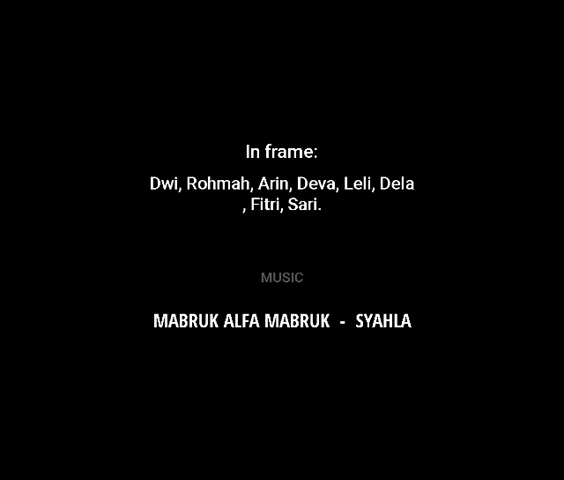 In frame:
Dwi, Rohmah, Arin, Deva, Leli, Dela
, Fitri, Sari.
MUSIC
MABRUK ALFA MABRUK - SYAHLA